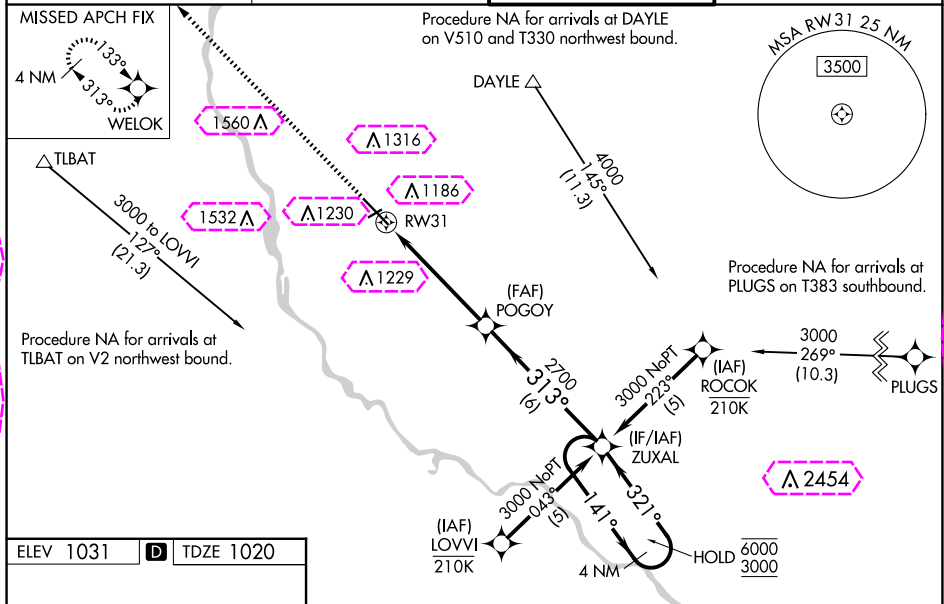 MISSED APCH FIX
4 NM
133°
313°
WELOK
Procedure NA for arrivals at DAYLE
on V510 and T330 northwest bound.
MSA RW31 25 NM
3500
DAYLE
4000
145°
(11.3)
1560
1316
1186
1532
1230
RW31
1229
TLBAT
3000 to LOVVI
127°
(21.3)
Procedure NA for arrivals at
TLBAT on V2 northwest bound.
Procedure NA for arrivals at
PLUGS on T383 southbound.
(FAF)
POGOY
2700
313°
(6)
3000 NoPT
223°
(5)
(IAF)
ROCOK
210K
3000
269°
(10.3)
PLUGS
(IF/IAF)
ZUXAL
2454
3000 NoPT
043°
(5)
(IAF)
LOVVI
210K
141°
321°
4 NM
HOLD
6000
3000
ELEV 1031
D
TDZE 1020